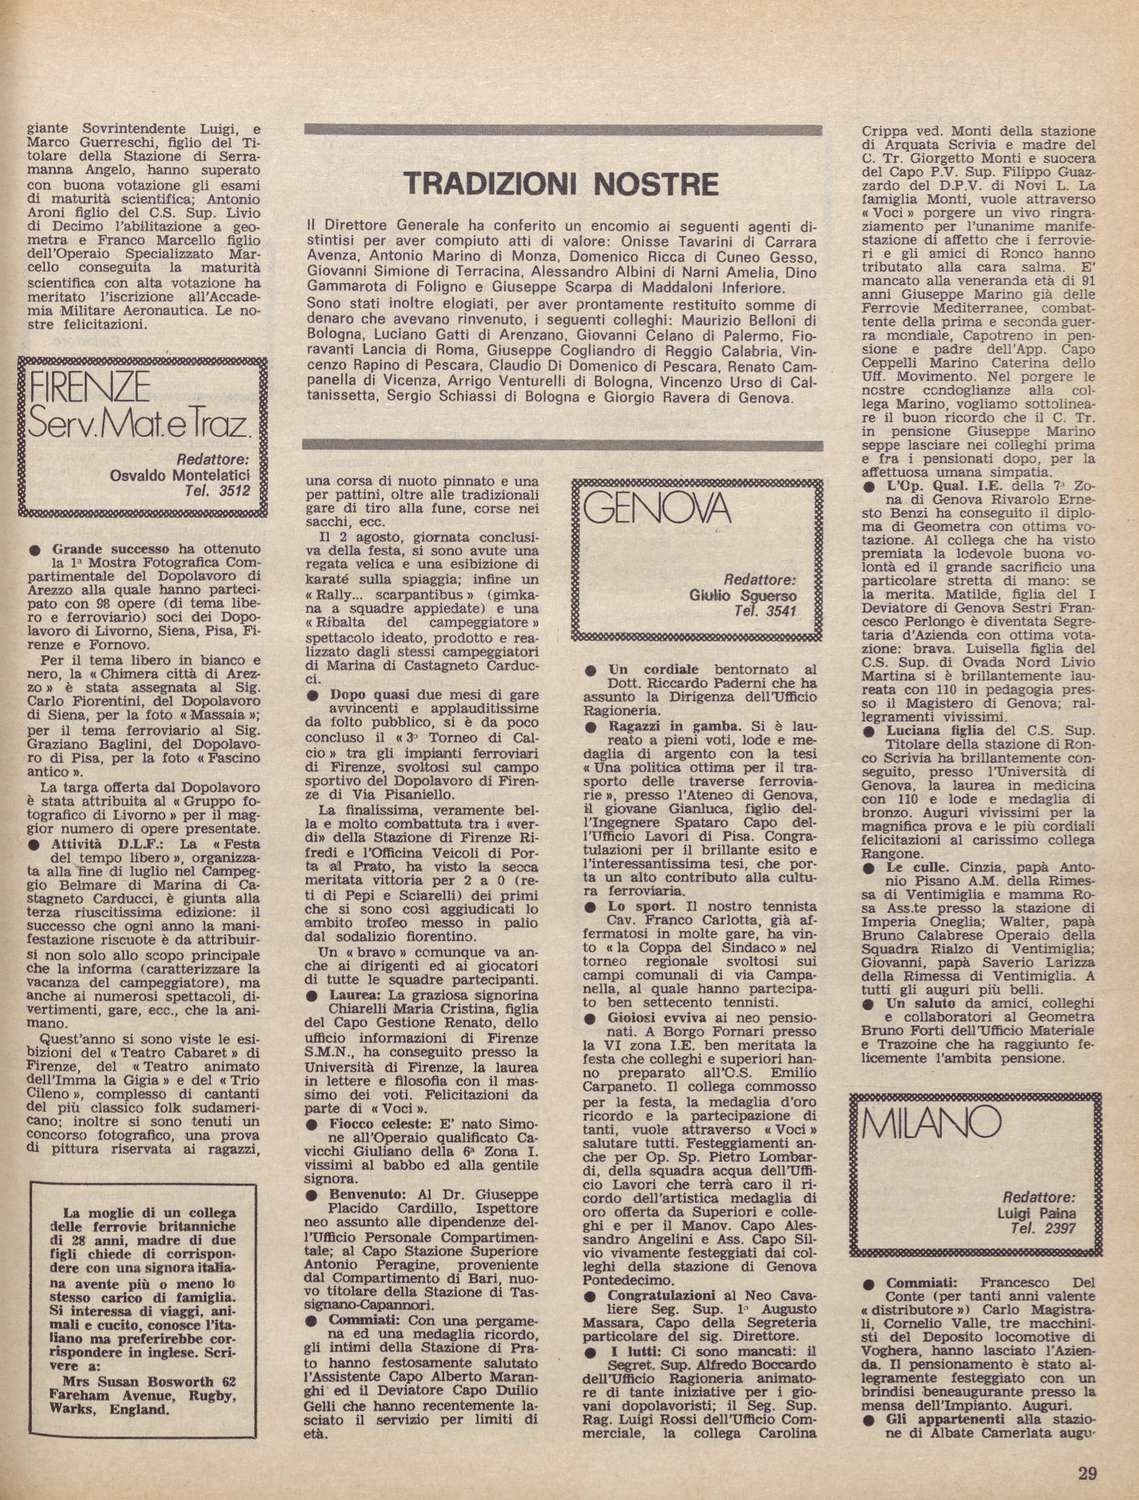 giante Sovrintendente Luigi, e
Marco Guerreschi, figlio del Ti-
tolare della Stazione di Serra-
manna Angelo, hanno superato
con buona votazione gli esami
di maturità scientifica; Antonio
Aroni figlio del C.S. Sup. Livio
di Decimo l'abilitazione a geo-
metra e Franco Marcello figlio
dell'Operaio Specializzato Mar-
cello conseguita la maturità
scientifica con alta votazione ha
meritato l'iscrizione all'Accade-
mia Militare Aeronautica. Le no-
stre felicitazioni.
FIRENZE
Serv. Mat. e Traz.
Redattore:
Osvaldo Montelatici
Tel. 3512
● Grande successo ha ottenuto
la 1ª Mostra Fotografica Com-
partimentale del Dopolavoro di
Arezzo alla quale hanno parteci-
pato con 98 opere (di tema libe-
ro e ferroviario) soci dei Dopo-
lavoro di Livorno, Siena, Pisa, Fi-
renze e Fornovo.
Per il tema libero in bianco e
nero, la « Chimera città di Arez-
zo » è stata assegnata al Sig.
Carlo Fiorentini, del Dopolavoro
di Siena, per la foto « Massaia »;
per il tema ferroviario al Sig.
Graziano Baglini, del Dopolavo-
ro di Pisa, per la foto « Fascino
antico ».
La targa offerta dal Dopolavoro
è stata attribuita al « Gruppo fo-
tografico di Livorno » per il mag-
gior numero di opere presentate.
● Attività D.L.F.: La « Festa
del tempo libero », organizza-
ta alla fine di luglio nel Campeg-
gio Belmare di Marina di Ca-
stagneto Carducci, è giunta alla
terza riuscitissima edizione: il
successo che ogni anno la mani-
festazione riscuote è da attribuir-
si non solo allo scopo principale
che la informa (caratterizzare la
vacanza del campeggiatore), ma
anche ai numerosi spettacoli, di-
vertimenti, gare, ecc., che la ani-
mano.
Quest'anno si sono viste le esi-
bizioni del « Teatro Cabaret » di
Firenze, del « Teatro animato
dell'Imma la Gigia » e del « Trio
Cileno », complesso di cantanti
del più classico folk sudameri-
cano; inoltre si sono tenuti un
concorso fotografico, una prova
di pittura riservata ai ragazzi,
La moglie di un collega
delle ferrovie britanniche
di 28 anni, madre di due
figli chiede di corrispon-
dere con una signora italia-
na avente più o meno lo
stesso carico di famiglia.
Si interessa di viaggi, ani-
mali e cucito, conosce l'ita-
liano ma preferirebbe cor-
rispondere in inglese. Scri-
vere a:
Mrs Susan Bosworth 62
Fareham Avenue, Rugby,
Warks, England.
TRADIZIONI NOSTRE
Il Direttore Generale ha conferito un encomio ai seguenti agenti di-
stintisi per aver compiuto atti di valore: Onisse Tavarini di Carrara
Avenza, Antonio Marino di Monza, Domenico Ricca di Cuneo Gesso,
Giovanni Simione di Terracina, Alessandro Albini di Narni Amelia, Dino
Gammarota di Foligno e Giuseppe Scarpa di Maddaloni Inferiore.
Sono stati inoltre elogiati, per aver prontamente restituito somme di
denaro che avevano rinvenuto, i seguenti colleghi: Maurizio Belloni di
Bologna, Luciano Gatti di Arenzano, Giovanni Celano di Palermo, Fio-
ravanti Lancia di Roma, Giuseppe Cogliandro di Reggio Calabria, Vin-
cenzo Rapino di Pescara, Claudio Di Domenico di Pescara, Renato Cam-
panella di Vicenza, Arrigo Venturelli di Bologna, Vincenzo Urso di Cal-
tanissetta, Sergio Schiassi di Bologna e Giorgio Ravera di Genova.
una corsa di nuoto pinnato e una
per pattini, oltre alle tradizionali
gare di tiro alla fune, corse nei
sacchi, ecc.
Il 2 agosto, giornata conclusi-
va della festa, si sono avute una
regata velica e una esibizione di
karaté sulla spiaggia; infine un
« Rally... scarpantibus » (gimka-
na a squadre appiedate) e una
« Ribalta del campeggiatore »
spettacolo ideato, prodotto e rea-
lizzato dagli stessi campeggiatori
di Marina di Castagneto Carduc-
ci.
● Dopo quasi due mesi di gare
avvincenti e applauditissime
da folto pubblico, si è da poco
concluso il « 3º Torneo di Cal-
cio » tra gli impianti ferroviari
di Firenze, svoltosi sul campo
sportivo del Dopolavoro di Firen-
ze di Via Pisaniello.
La finalissima, veramente bel-
la e molto combattuta tra i «ver-
di» della Stazione di Firenze Ri-
fredi e l'Officina Veicoli di Por-
ta al Prato, ha visto la secca
meritata vittoria per 2 a 0 (re-
ti di Pepi e Sciarelli) dei primi
che si sono così aggiudicati lo
ambito trofeo messo in palio
dal sodalizio fiorentino.
Un « bravo » comunque va an-
che ai dirigenti ed ai giocatori
di tutte le squadre partecipanti.
● Laurea: La graziosa signorina
Chiarelli Maria Cristina, figlia
del Capo Gestione Renato, dello
ufficio informazioni di Firenze
S.M.N., ha conseguito presso la
Università di Firenze, la laurea
in lettere e filosofia con il mas-
simo dei voti. Felicitazioni da
parte di « Voci ».
● Fiocco celeste: E' nato Simo-
ne all'Operaio qualificato Ca-
vicchi Giuliano della 6ª Zona I.
vissimi al babbo ed alla gentile
signora.
● Benvenuto: Al Dr. Giuseppe
Placido Cardillo, Ispettore
neo assunto alle dipendenze del-
l'Ufficio Personale Compartimen-
tale; al Capo Stazione Superiore
Antonio Peragine, proveniente
dal Compartimento di Bari, nuo-
vo titolare della Stazione di Tas-
signano-Capannori.
● Commiati: Con una pergame-
na ed una medaglia ricordo,
gli intimi della Stazione di Pra-
to hanno festosamente salutato
l'Assistente Capo Alberto Maran-
ghi ed il Deviatore Capo Duilio
Gelli che hanno recentemente la-
sciato il servizio per limiti di
età.
GENOVA
Redattore:
Giulio Sguerso
Tel. 3541
● Un cordiale bentornato al
Dott. Riccardo Paderni che ha
assunto la Dirigenza dell'Ufficio
Ragioneria.
● Ragazzi in gamba. Si è lau-
reato a pieni voti, lode e me-
daglia di argento con la tesi
« Una politica ottima per il tra-
sporto delle traverse ferrovia-
rie », presso l'Ateneo di Genova,
il giovane Gianluca, figlio del-
l'Ingegnere Spataro Capo del-
l'Ufficio Lavori di Pisa. Congra-
tulazioni per il brillante esito e
l'interessantissima tesi, che por-
ta un alto contributo alla cultu-
ra ferroviaria.
● Lo sport. Il nostro tennista
Cav. Franco Carlotta, già af-
fermatosi in molte gare, ha vin-
to « la Coppa del Sindaco » nel
torneo regionale svoltosi sui
campi comunali di via Campa-
nella, al quale hanno partecipa-
to ben settecento tennisti.
● Gioiosi evviva ai neo pensio-
nati. A Borgo Fornari presso
la VI zona I.E. ben meritata la
festa che colleghi e superiori han-
no preparato all'O.S. Emilio
Carpaneto. Il collega commosso
per la festa, la medaglia d'oro
ricordo e la partecipazione di
tanti, vuole attraverso « Voci »
salutare tutti. Festeggiamenti an-
che per Op. Sp. Pietro Lombar-
di, della squadra acqua dell'Uffi-
cio Lavori che terrà caro il ri-
cordo dell'artistica medaglia di
oro offerta da Superiori e colle-
ghi e per il Manov. Capo Ales-
sandro Angelini e Ass. Capo Sil-
vio vivamente festeggiati dai col-
leghi della stazione di Genova
Pontedecimo.
● Congratulazioni al Neo Cava-
liere Seg. Sup. 1º Augusto
Massara, Capo della Segreteria
particolare del sig. Direttore.
● I lutti: Ci sono mancati: il
Segret. Sup. Alfredo Boccardo
dell'Ufficio Ragioneria animato-
re di tante iniziative per i gio-
vani dopolavoristi; il Seg. Sup.
Rag. Luigi Rossi dell'Ufficio Com-
merciale, la collega Carolina
Crippa ved. Monti della stazione
di Arquata Scrivia e madre del
C. Tr. Giorgetto Monti e suocera
del Capo P.V. Sup. Filippo Guaz-
zardo del D.P.V. di Novi L. La
famiglia Monti, vuole attraverso
« Voci » porgere un vivo ringra-
ziamento per l'unanime manife-
stazione di affetto che i ferrovie-
ri e gli amici di Ronco hanno
tributato alla cara salma. E'
mancato alla veneranda età di 91
anni Giuseppe Marino già delle
Ferrovie Mediterranee, combat-
tente della prima e seconda guer-
ra mondiale, Capotreno in pen-
sione e padre dell'App. Capo
Ceppelli Marino Caterina dello
Uff. Movimento. Nel porgere le
nostre condoglianze alla col-
lega Marino, vogliamo sottolinea-
re il buon ricordo che il C. Tr.
in pensione Giuseppe Marino
seppe lasciare nei colleghi prima
e fra i pensionati dopo, per la
affettuosa umana simpatia.
● L'Op. Qual. I.E. della 7ª Zo-
na di Genova Rivarolo Erne-
sto Benzi ha conseguito il diplo-
ma di Geometra con ottima vo-
tazione. Al collega che ha visto
premiata la lodevole buona vo-
lontà ed il grande sacrificio una
particolare stretta di mano: se
la merita. Matilde, figlia del I
Deviatore di Genova Sestri Fran-
cesco Perlongo è diventata Segre-
taria d'Azienda con ottima vota-
zione: brava. Luisella figlia del
C.S. Sup. di Ovada Nord Livio
Martina si è brillantemente lau-
reata con 110 in pedagogia pres-
so il Magistero di Genova; ral-
legramenti vivissimi.
● Luciana figlia del C.S. Sup.
Titolare della stazione di Ron-
co Scrivia ha brillantemente con-
seguito, presso l'Università di
Genova, la laurea in medicina
con 110 e lode e medaglia di
bronzo. Auguri vivissimi per la
magnifica prova e le più cordiali
felicitazioni al carissimo collega
Rangone.
● Le culle. Cinzia, papà Anto-
nio Pisano A.M. della Rimes-
sa di Ventimiglia e mamma Ro-
sa Ass.te presso la stazione di
Imperia Oneglia; Walter, papà
Bruno Calabrese Operaio della
Squadra Rialzo di Ventimiglia;
Giovanni, papà Saverio Larizza
della Rimessa di Ventimiglia. A
tutti gli auguri più belli.
● Un saluto da amici, colleghi
e collaboratori al Geometra
Bruno Forti dell'Ufficio Materiale
e Trazoine che ha raggiunto fe-
licemente l'ambita pensione.
MILANO
Redattore:
Luigi Paina
Tel. 2397
● Commiati: Francesco Del
Conte (per tanti anni valente
« distributore ») Carlo Magistra-
li, Cornelio Valle, tre macchini-
sti del Deposito locomotive di
Voghera, hanno lasciato l'Azien-
da. Il pensionamento è stato al-
legramente festeggiato con un
brindisi beneaugurante presso la
mensa dell'Impianto. Auguri.
● Gli appartenenti alla stazio-
ne di Albate Camerlata augu-
29